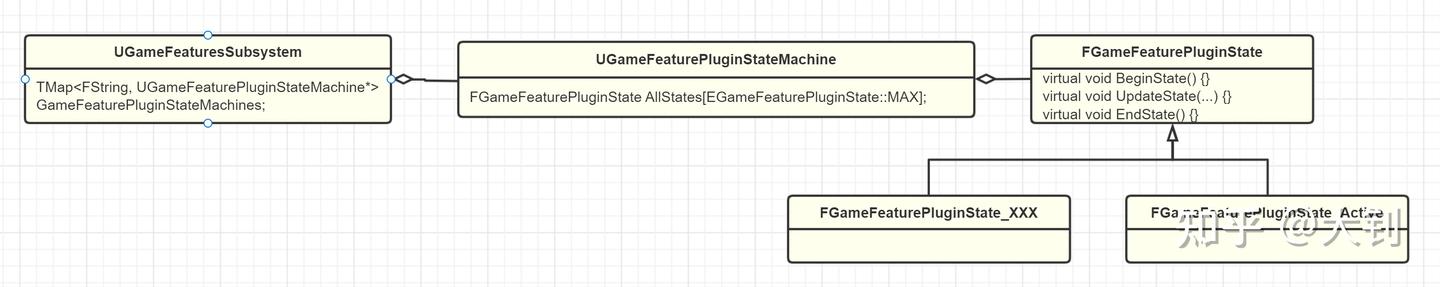 UGameFeaturesSubsystem
TMap<FString, UGameFeaturePluginStateMachine*>
GameFeaturePluginStateMachines;
UGameFeaturePluginStateMachine
FGameFeaturePluginState AllStates[EGameFeaturePluginState::MAX];
FGameFeaturePluginState
virtual void BeginState() {}
virtual void UpdateState(...) {}
virtual void EndState() {}
FGameFeaturePluginState_XXX
FGameFeaturePluginState_Active
知乎 @大钊